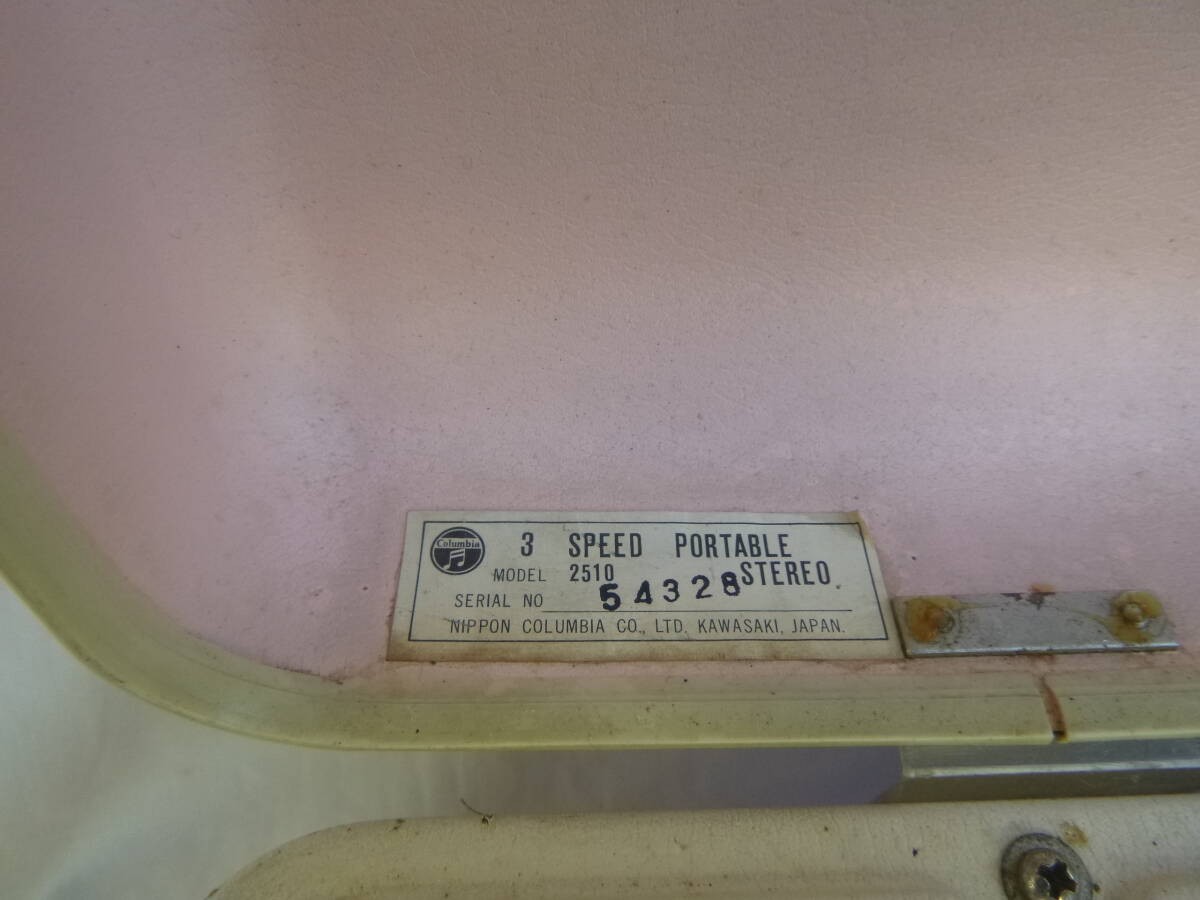 Columbia
3 SPEED PORTABLE
MODEL 2510 STEREO
SERIAL NO 54328
NIPPON COLUMBIA CO., LTD. KAWASAKI, JAPAN.